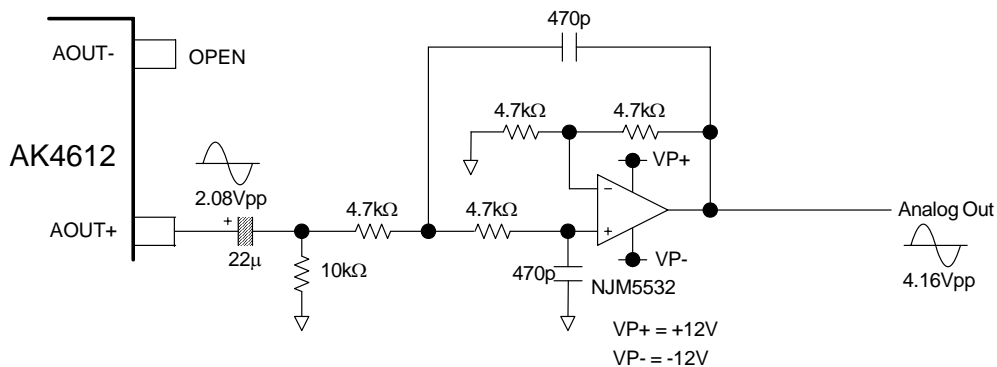 470p
AOUT-
OPEN
4.7kΩ
4.7kΩ
AK4612
VP+
2.08Vpp
−
4.7kΩ
4.7kΩ
Analog Out
AOUT+
+
+
22μ
10kΩ
470p
VP-
NJM5532
4.16Vpp
VP+ = +12V
VP- = -12V